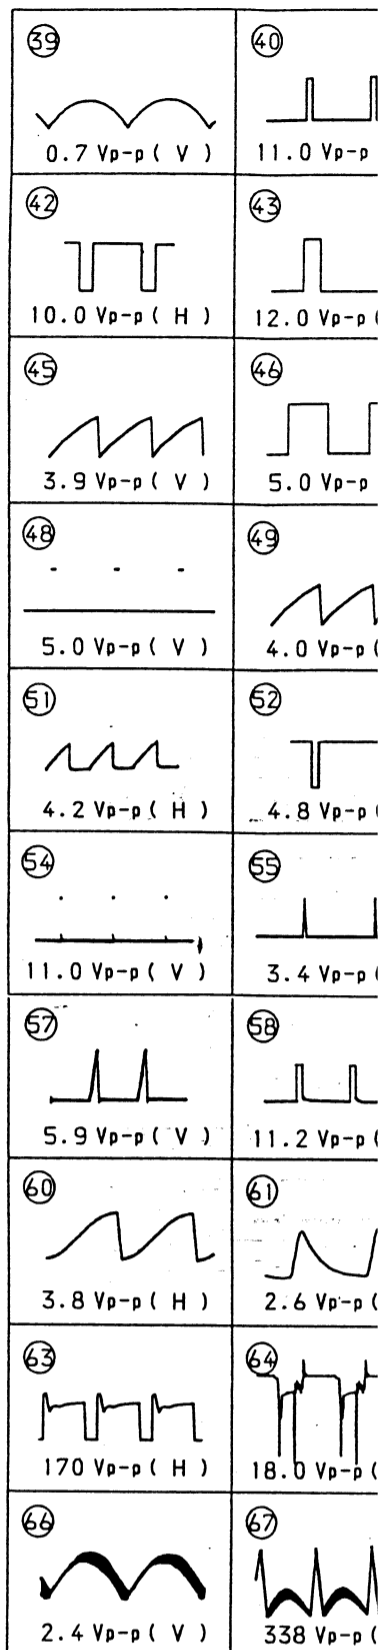 39 40
0.7 Vp-p ( V ) 11.0 Vp-p
42 43
10.0 Vp-p ( H ) 12.0 Vp-p (
45 46
3.9 Vp-p ( V ) 5.0 Vp-p
48 49
5.0 Vp-p ( V ) 4.0 Vp-p (
51 52
4.2 Vp-p ( H ) 4.8 Vp-p (
54 55
11.0 Vp-p ( V ) 3.4 Vp-p (
57 58
5.9 Vp-p ( V ) 11.2 Vp-p (
60 61
3.8 Vp-p ( H ) 2.6 Vp-p (
63 64
170 Vp-p ( H ) 18.0 Vp-p (
66 67
2.4 Vp-p ( V ) 338 Vp-p (